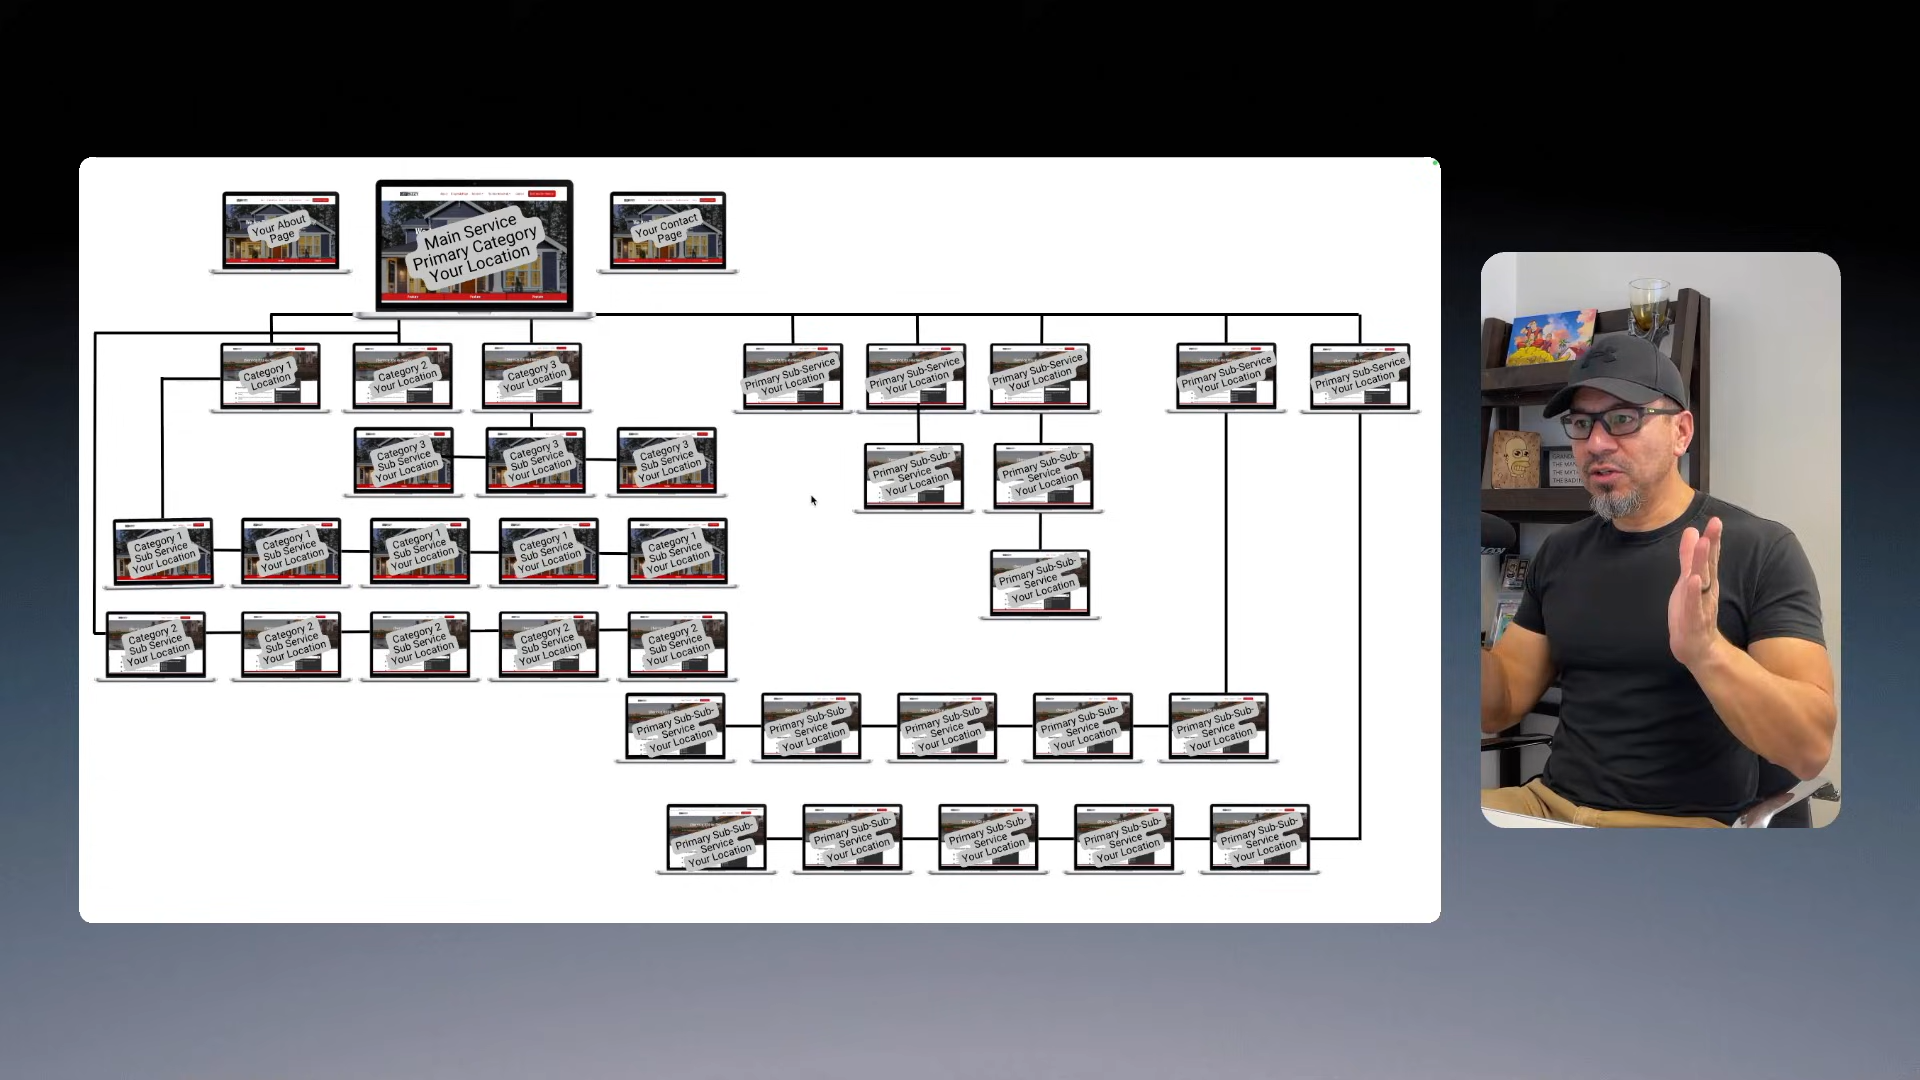 Your About
Page
Main Service
Primary Category
Your Location
Your Contact
Page
Category 1
Location
Category 2
Your Location
Category 3
Your Location
Primary Sub-Service
Your Location
Primary Sub-Service
Your Location
Primary Sub-Service
Your Location
Primary Sub-Service
Your Location
Primary Sub-Service
Your Location
Category 3
Sub Service
Your Location
Category 3
Sub Service
Your Location
Category 3
Sub Service
Your Location
Primary Sub-Sub-
Service
Your Location
Primary Sub-Sub-
Service
Your Location
Category 1
Sub Service
Your Location
Category 1
Sub Service
Your Location
Category 1
Sub Service
Your Location
Category 1
Sub Service
Your Location
Category 1
Sub Service
Your Location
Primary Sub-Sub-
Service
Your Location
Category 2
Sub Service
Your Location
Category 2
Sub Service
Your Location
Category 2
Sub Service
Your Location
Category 2
Sub Service
Your Location
Category 2
Sub Service
Your Location
Primary Sub-Sub-
Service
Your Location
Primary Sub-Sub-
Service
Your Location
Primary Sub-Sub-
Service
Your Location
Primary Sub-Sub-
Service
Your Location
Primary Sub-Sub-
Service
Your Location
Primary Sub-Sub-
Service
Your Location
Primary Sub-Sub-
Service
Your Location
Primary Sub-Sub-
Service
Your Location
Primary Sub-Sub-
Service
Your Location
Primary Sub-Sub-
Service
Your Location